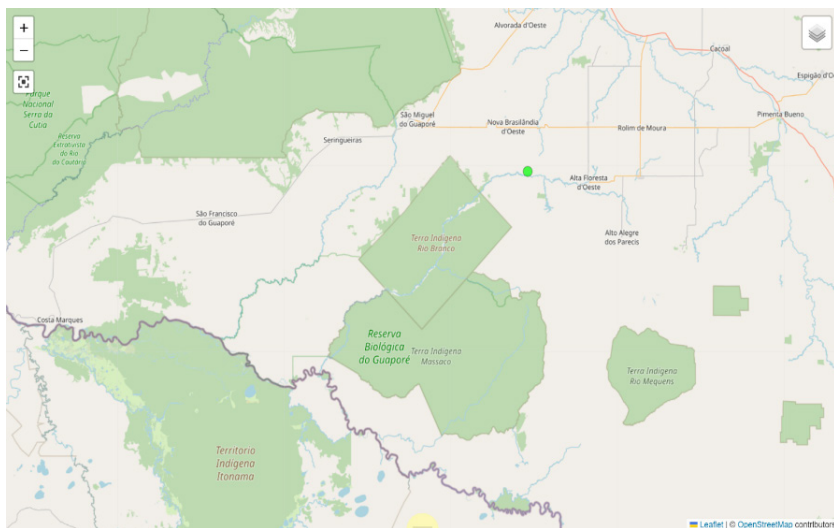 +
−
Alvorada d'Oeste
Cacoal
Espigão d'O
Parque
Nacional
Serra da
Cutia
Reserva
Extrativista
do Rio
do Cautário
São Miguel
do Guaporé
Nova Brasilândia
d'Oeste
Pimenta Bueno
Rolim de Moura
Seringueiras
Alta Floresta
d'Oeste
São Francisco
do Guaporé
Terra Indígena
Rio Branco
Alto Alegre
dos Parecis
Costa Marques
Reserva
Biológica
do Guaporé
Terra Indígena
Massaco
Terra Indígena
Rio Mequens
Territorio
Indígena
Itonama
Leaflet | © OpenStreetMap contributors